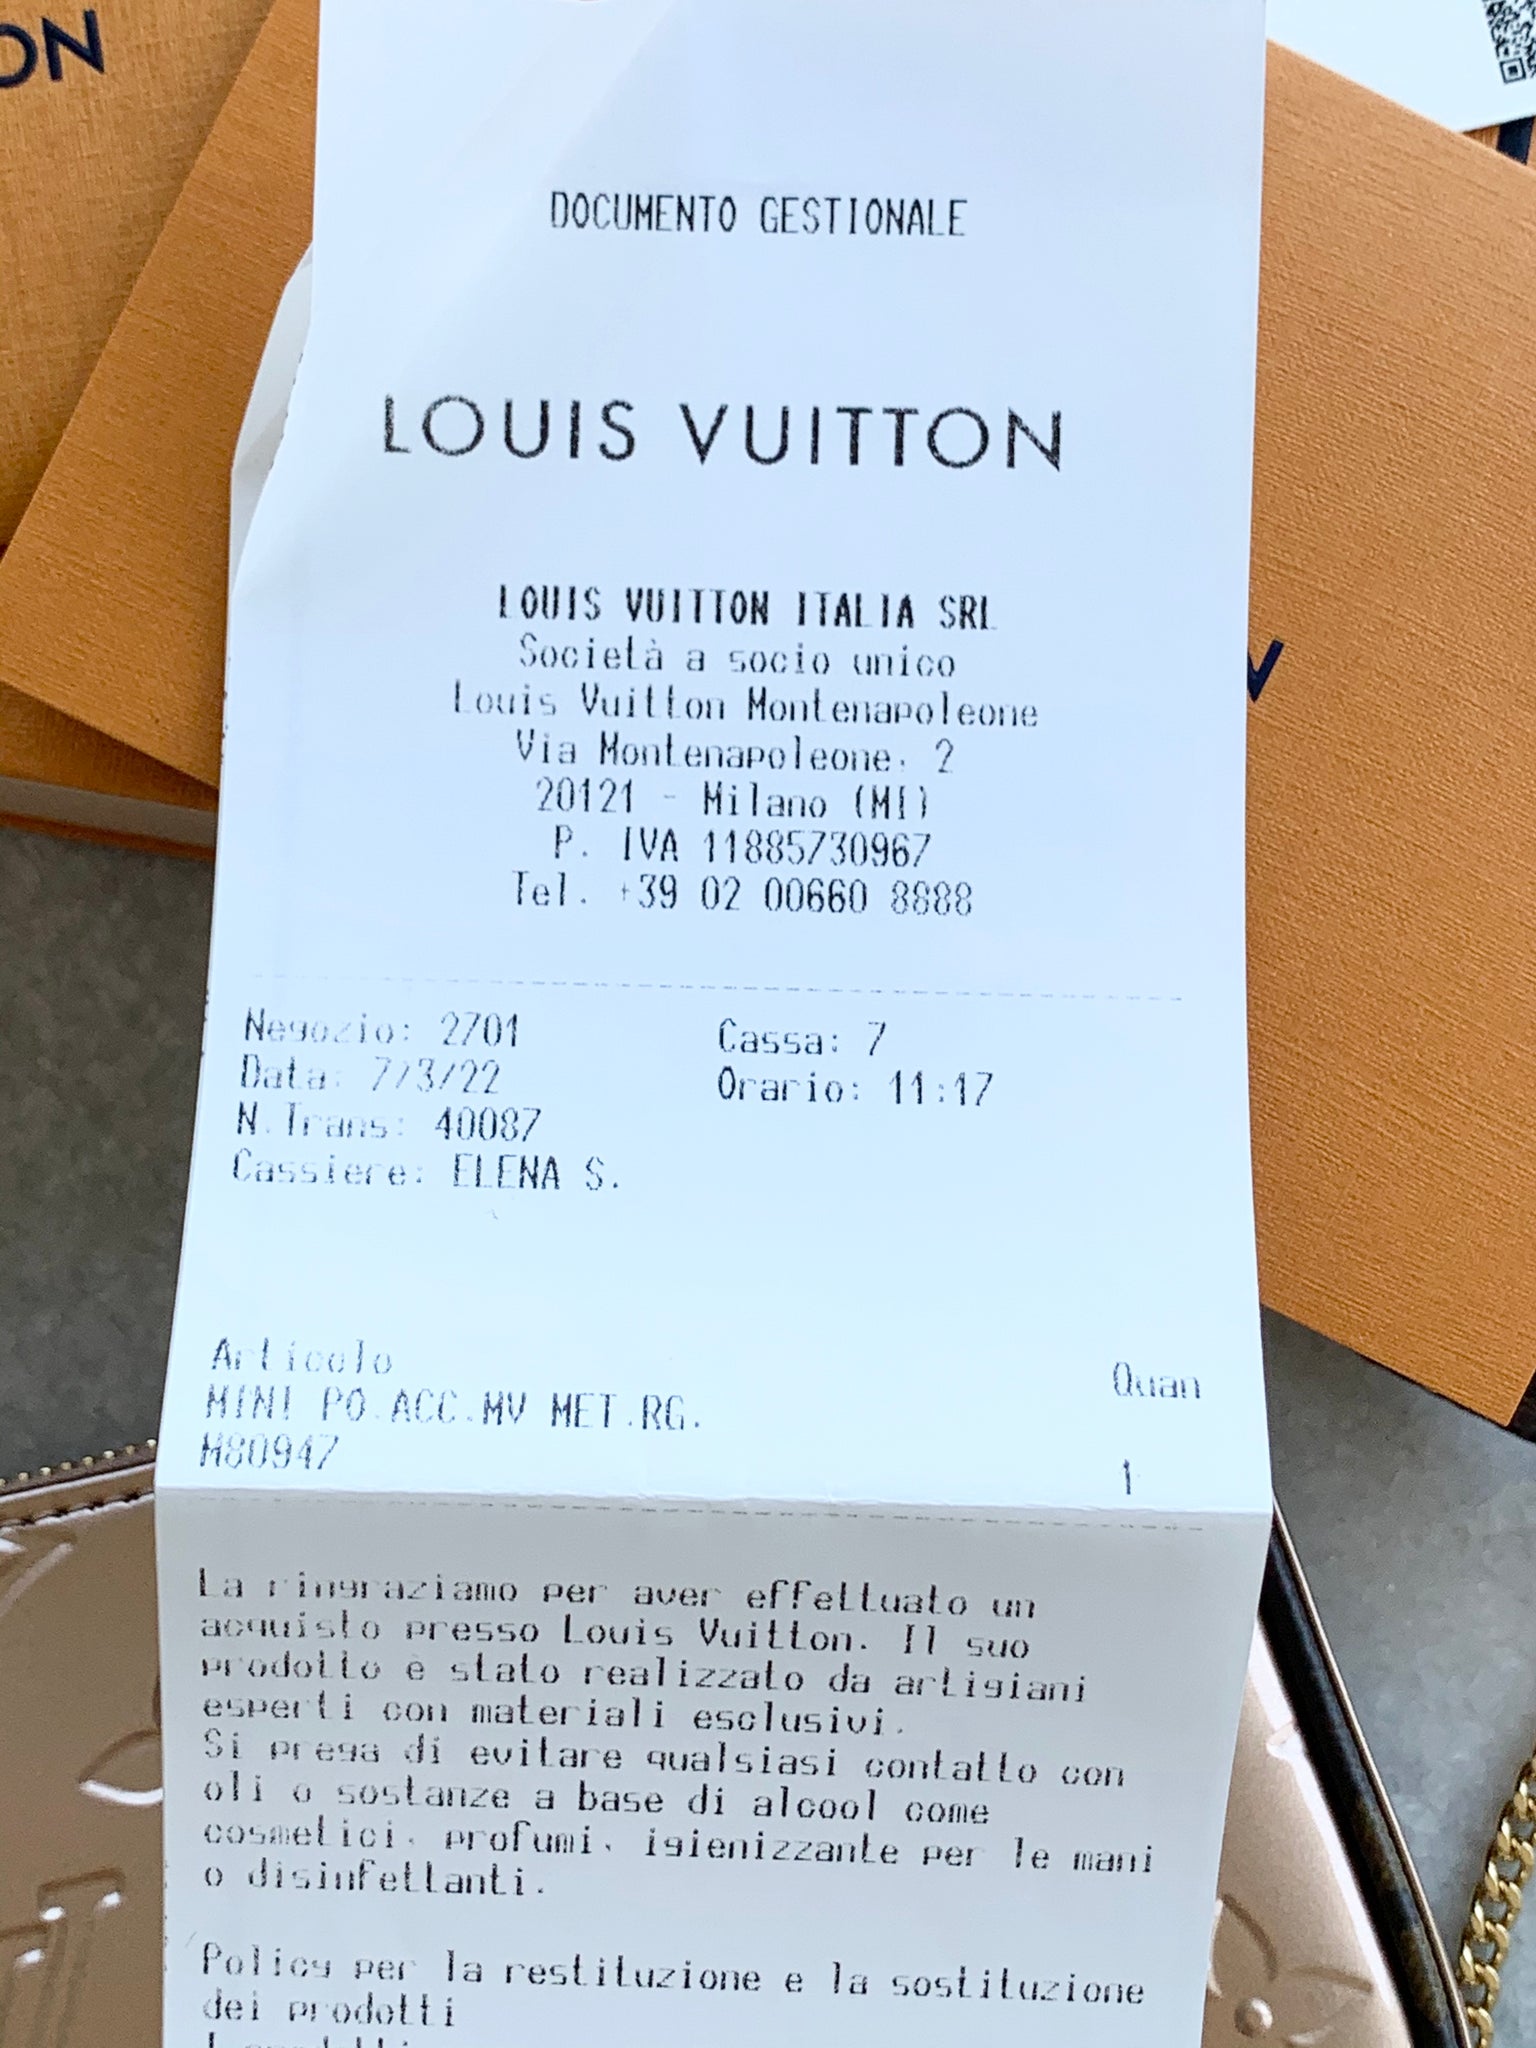 ON
DOCUMENTO GESTIONALE
LOUIS VUITTON
LOUIS VUITTON ITALIA SRL
Società a socio unico
Louis Vuitton Montenapoleone
Via Montenapoleone, 2
20121 - Milano (MI)
P. IVA 11885730967
Tel. +39 02 00660 8888
Negozio: 2701 Cassa: 7
Data: 7/3/22 Orario: 11:17
N.Trans: 40087
Cassiere: ELENA S.
Articolo Quan
MINI PO.ACC.MV MET.RG.
M80947 1
La ringraziamo per aver effettuato un
acquisto presso Louis Vuitton. Il suo
prodotto è stato realizzato da artigiani
esperti con materiali esclusivi.
Si prega di evitare qualsiasi contatto con
oli o sostanze a base di alcool come
cosmetici, profumi, igienizzante per le mani
o disinfettanti.
Policy per la restituzione e la sostituzione
dei prodotti